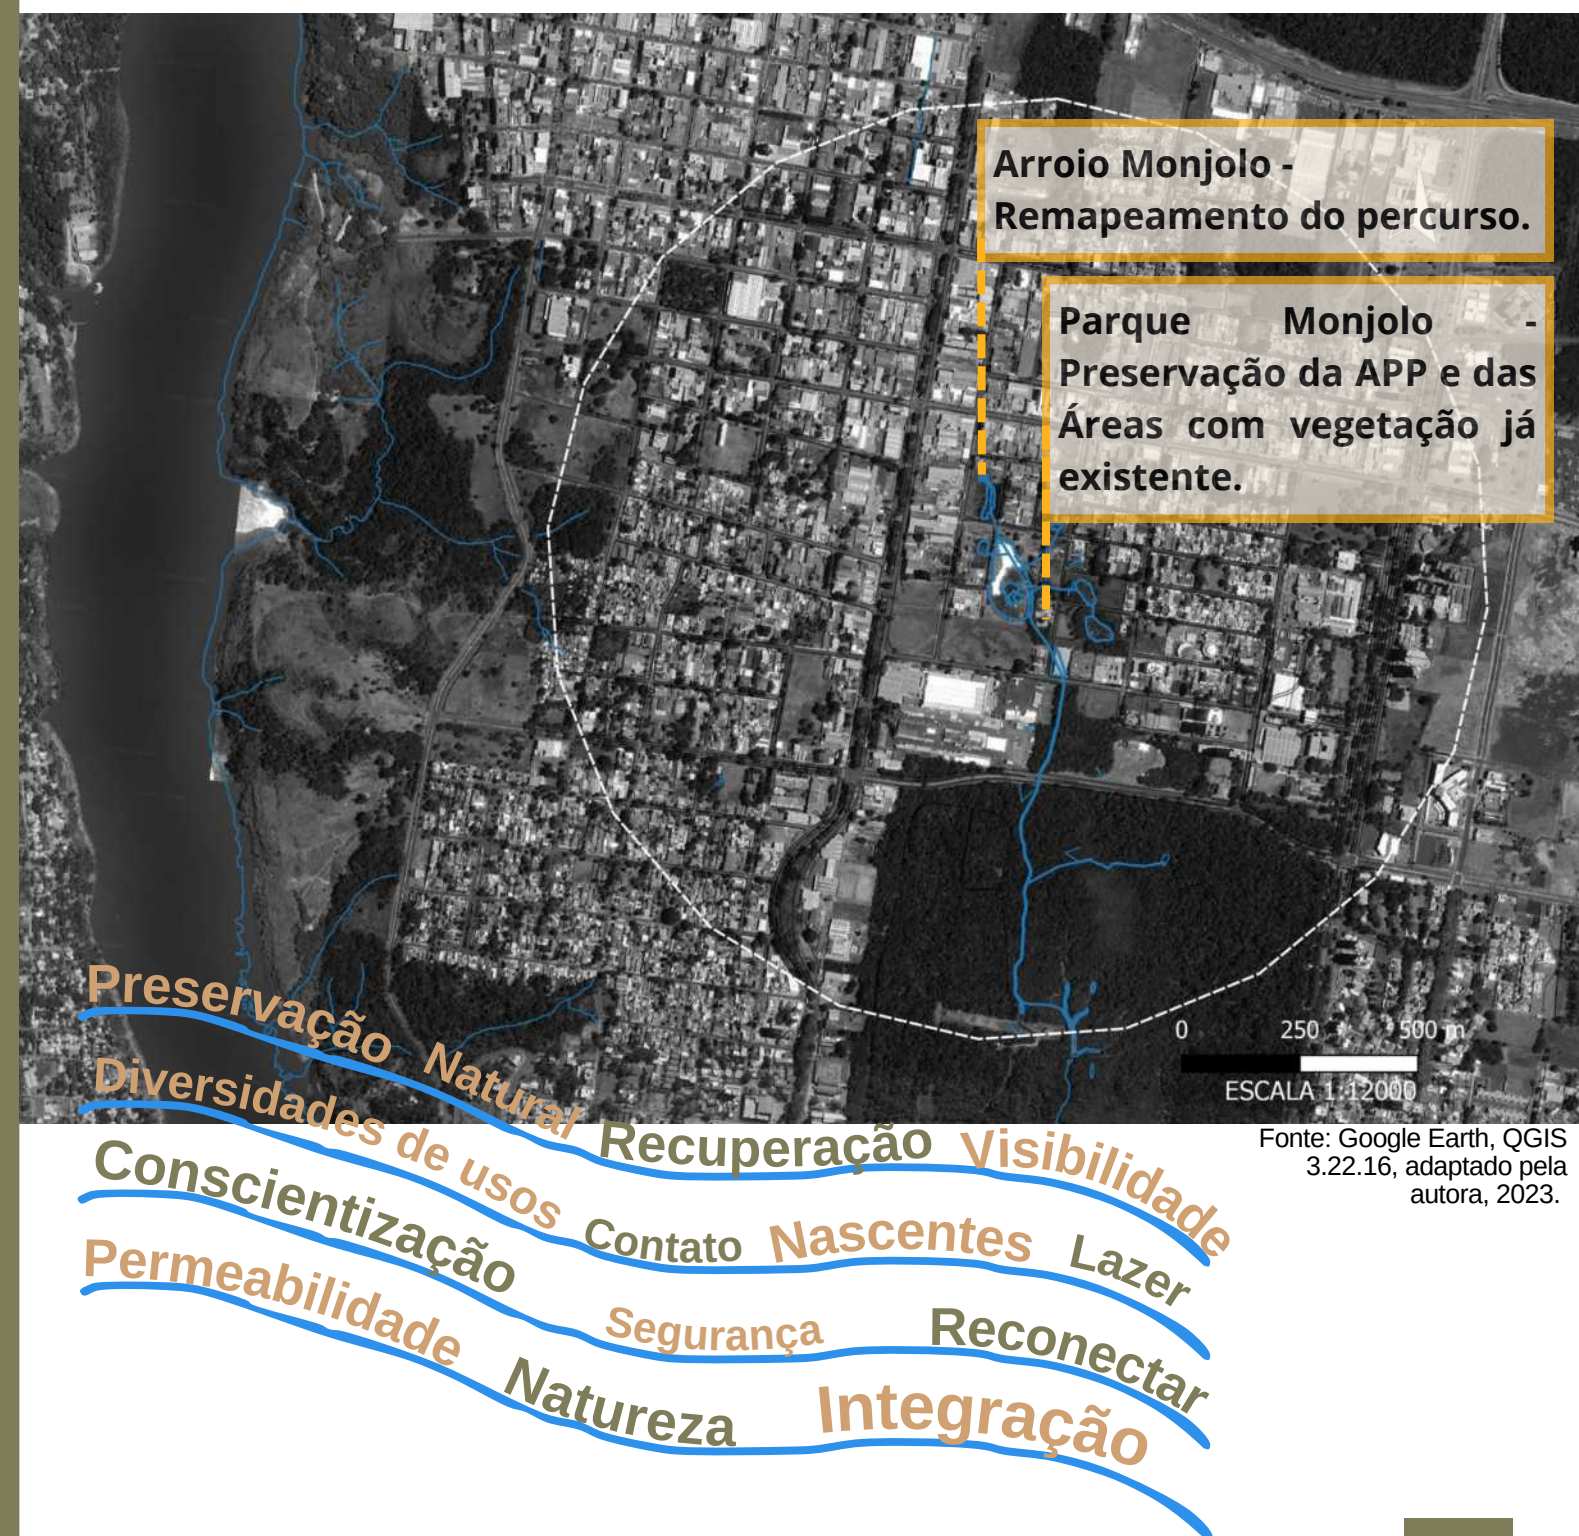 Arroio Monjolo -
Remapeamento do percurso.
Parque Monjolo -
Preservação da APP e das
Áreas com vegetação já
existente.
0 250 500 m
ESCALA 1:12000
Fonte: Google Earth, QGIS
3.22.16, adaptado pela
autora, 2023.
Preservação Natural Recuperação Visibilidade
Diversidades de usos Contato Nascentes Lazer
Conscientização Segurança Reconectar
Permeabilidade Natureza Integração